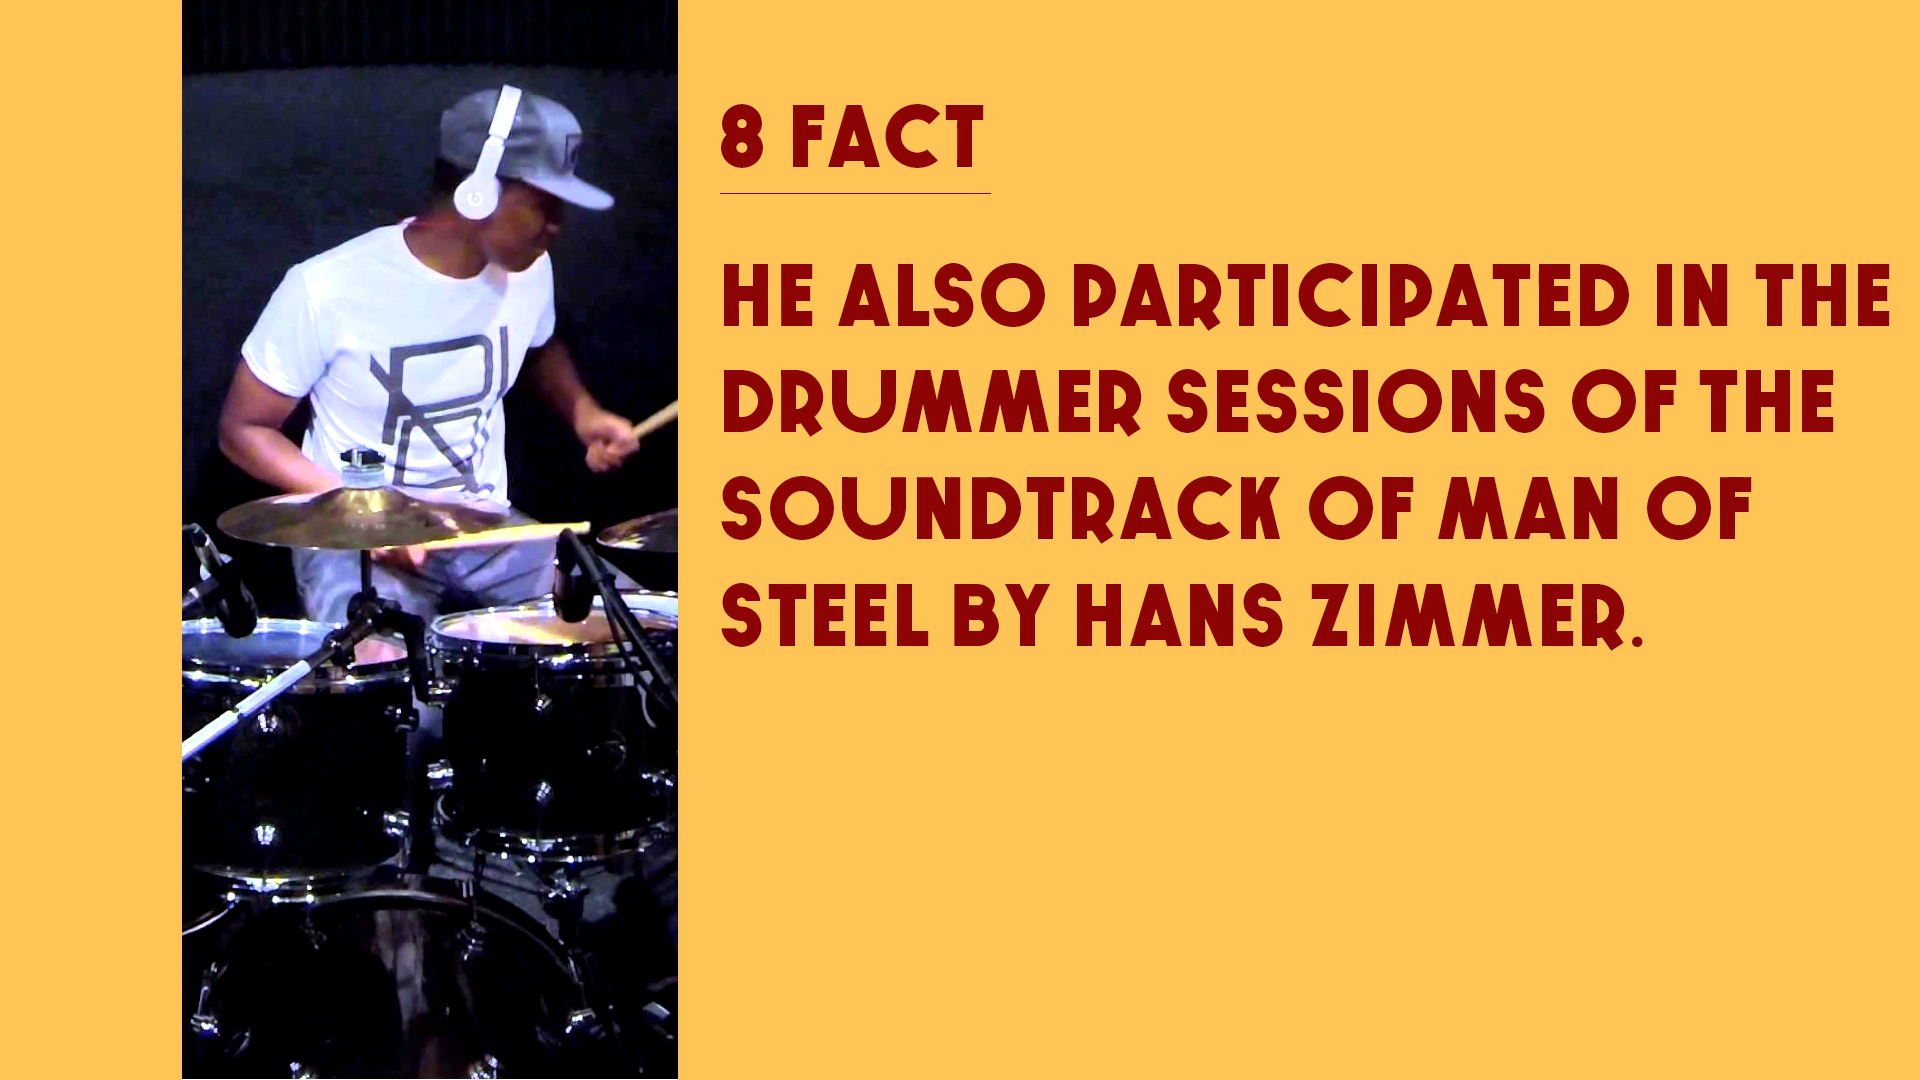 8 FACT
HE ALSO PARTICIPATED IN THE
DRUMMER SESSIONS OF THE
SOUNDTRACK OF MAN OF
STEEL BY HANS ZIMMER.